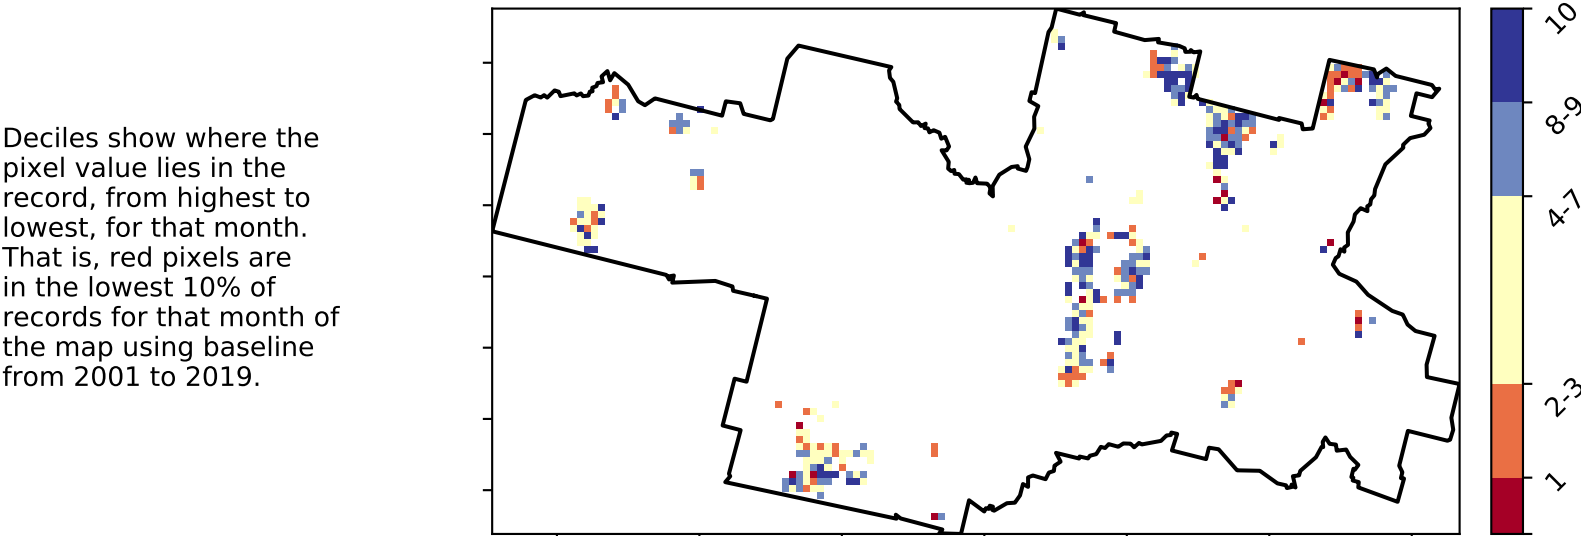 Deciles show where the
pixel value lies in the
record, from highest to
lowest, for that month.
That is, red pixels are
in the lowest 10% of
records for that month of
the map using baseline
from 2001 to 2019.
10
8-9
4-7
2-3
1